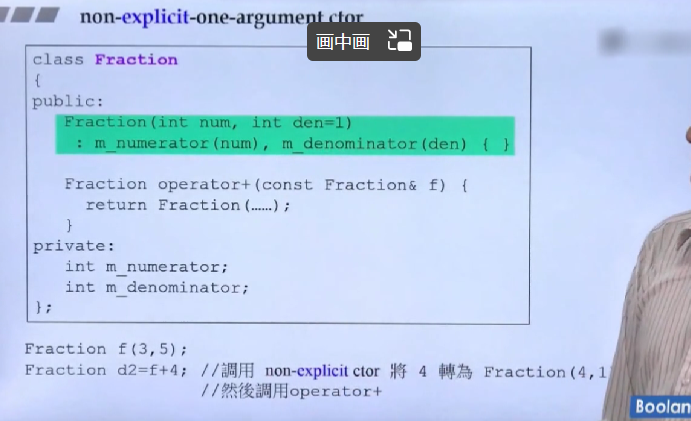 non-explicit-one-argument ctor
画中画
class Fraction
{
public:
Fraction(int num, int den=1)
: m_numerator(num), m_denominator(den) { }
Fraction operator+(const Fraction& f) {
return Fraction(……);
}
private:
int m_numerator;
int m_denominator;
};
Fraction f(3,5);
Fraction d2=f+4; //調用 non-explicit ctor 將 4 轉為 Fraction(4,1
//然後調用operator+
Boolan